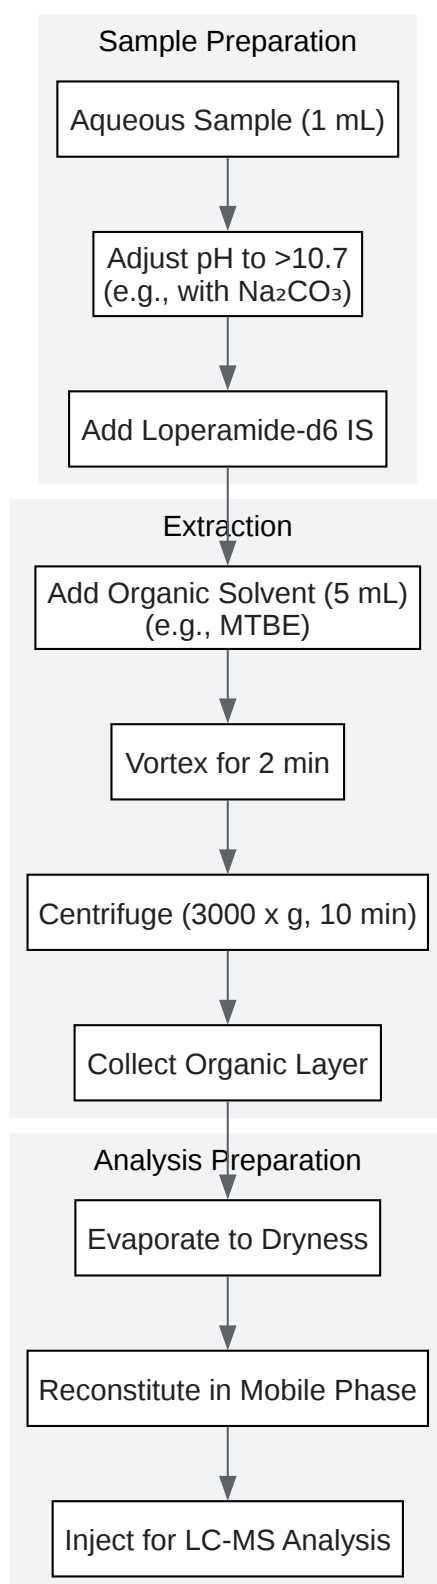 Sample Preparation
Aqueous Sample (1 mL)
Adjust pH to >10.7
(e.g., with Na₂CO₃)
Add Loperamide-d6 IS
Extraction
Add Organic Solvent (5 mL)
(e.g., MTBE)
Vortex for 2 min
Centrifuge (3000 x g, 10 min)
Collect Organic Layer
Analysis Preparation
Evaporate to Dryness
Reconstitute in Mobile Phase
Inject for LC-MS Analysis